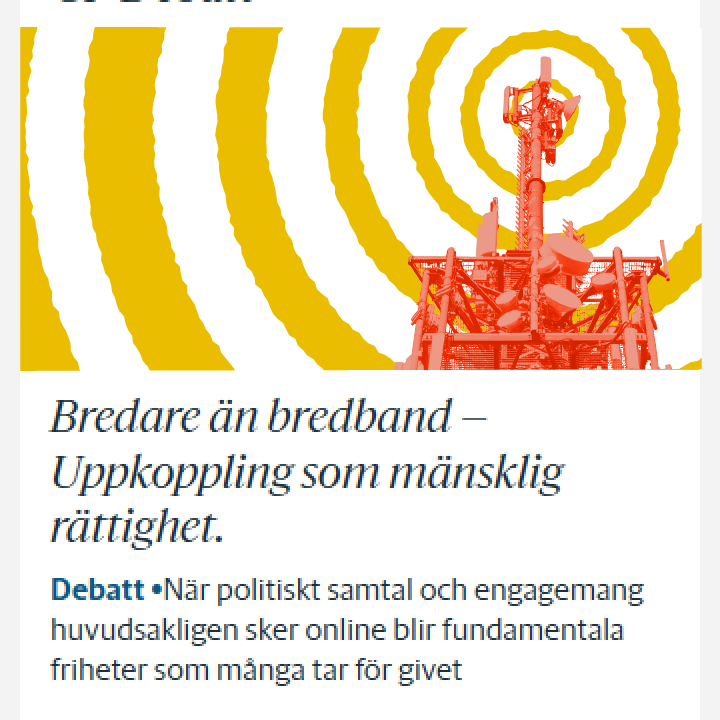 Bredare än bredband –
Uppkoppling som mänsklig
rättighet.
Debatt •När politiskt samtal och engagemang
huvudsakligen sker online blir fundamentala
friheter som många tar för givet